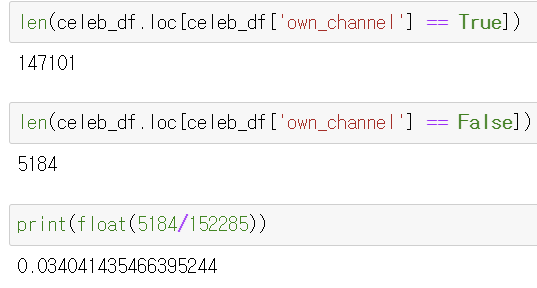 len(celeb_df.loc[celeb_df['own_channel'] == True])
147101
len(celeb_df.loc[celeb_df['own_channel'] == False])
5184
print(float(5184/152285))
0.034041435466395244